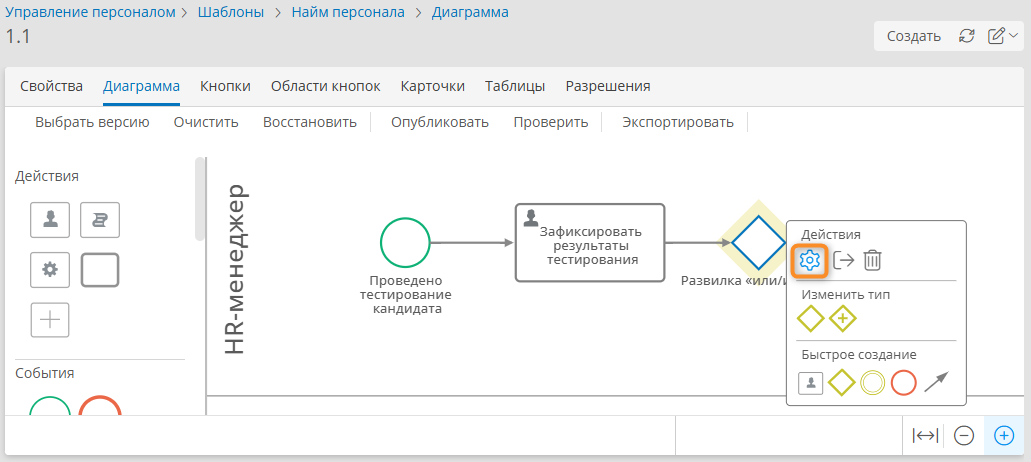 Управление персоналом > Шаблоны > Найм персонала > Диаграмма
1.1
Создать
Свойства Диаграмма Кнопки Области кнопок Карточки Таблицы Разрешения
Выбрать версию Очистить Восстановить Опубликовать Проверить Экспортировать
Действия
События
HR-менеджер
Проведено
тестирование
кандидата
Зафиксировать
результаты
тестирования
Развилка «или/и
Действия
Изменить тип
Быстрое создание